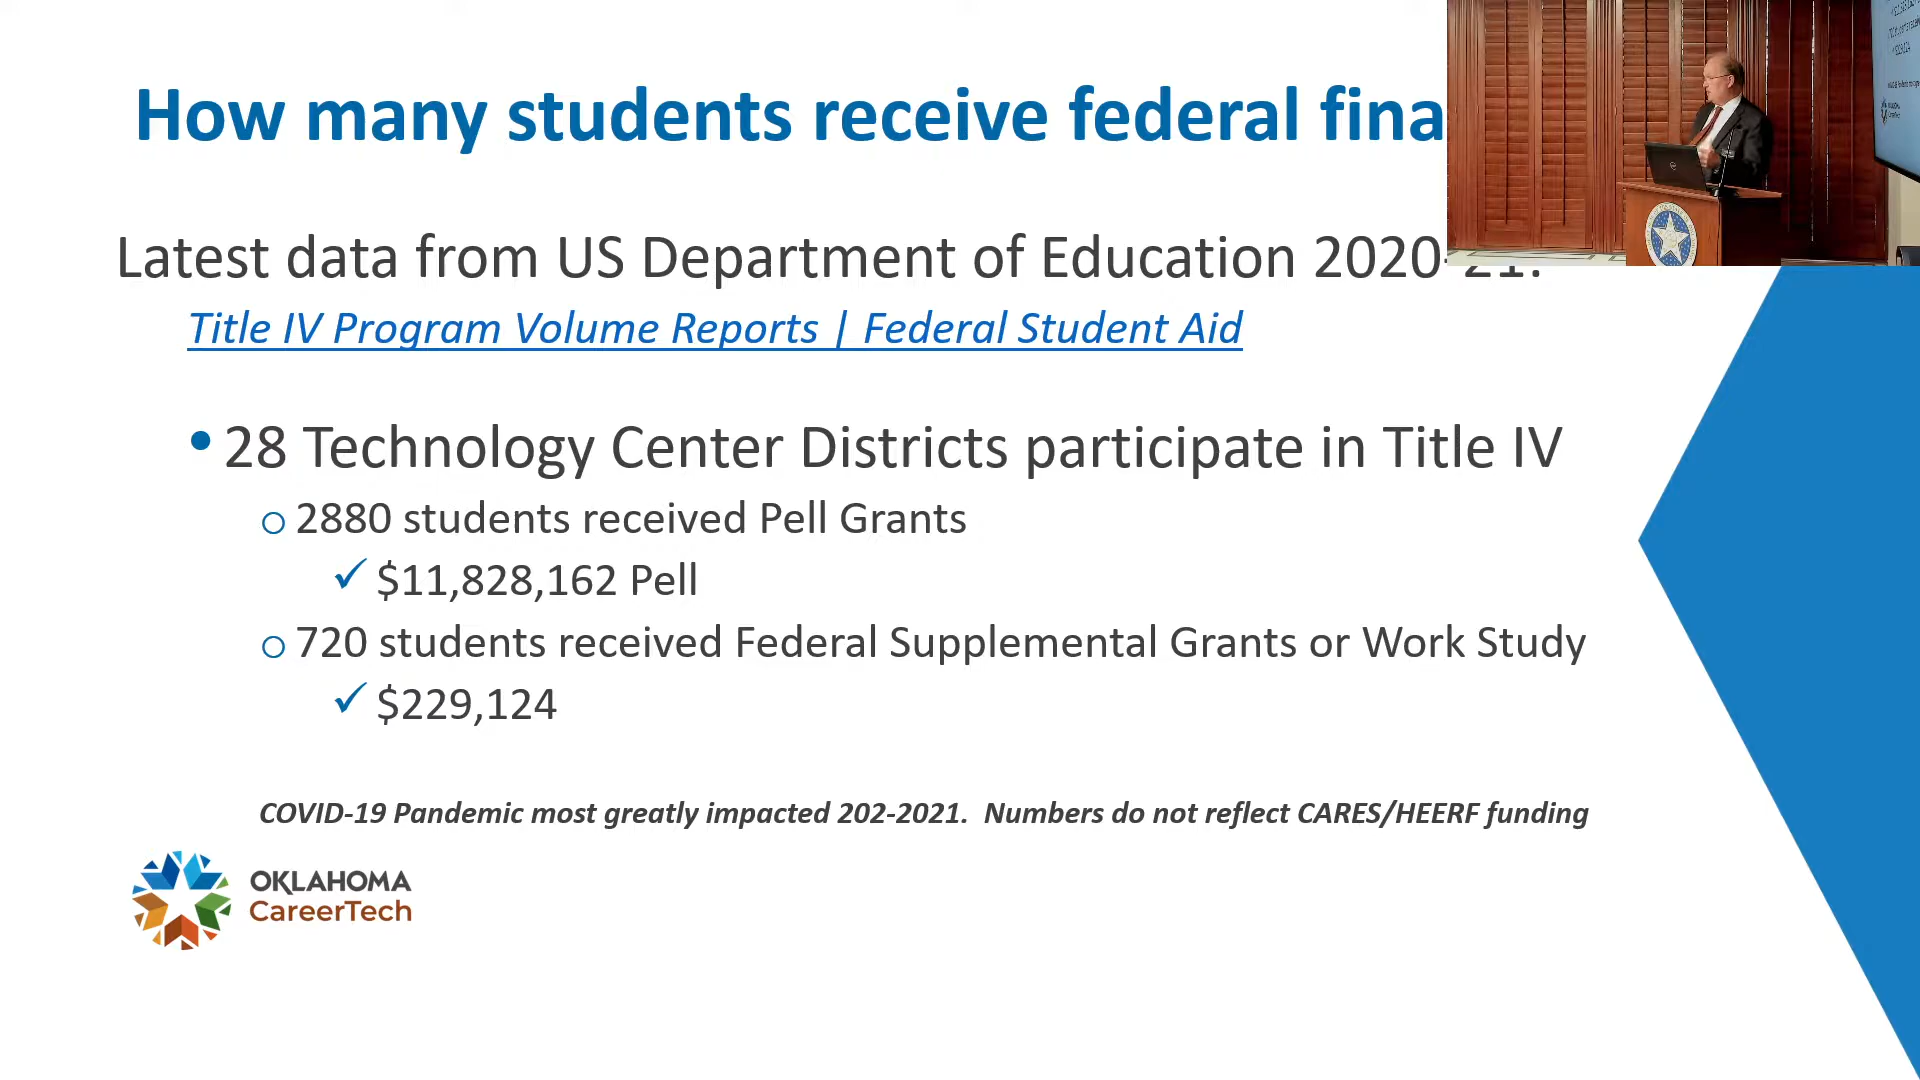 How many students receive federal fina
Latest data from US Department of Education 2020-21:
Title IV Program Volume Reports | Federal Student Aid
• 28 Technology Center Districts participate in Title IV
o 2880 students received Pell Grants
✓ $11,828,162 Pell
o 720 students received Federal Supplemental Grants or Work Study
✓ $229,124
COVID-19 Pandemic most greatly impacted 202-2021. Numbers do not reflect CARES/HEERF funding
OKLAHOMA
CareerTech